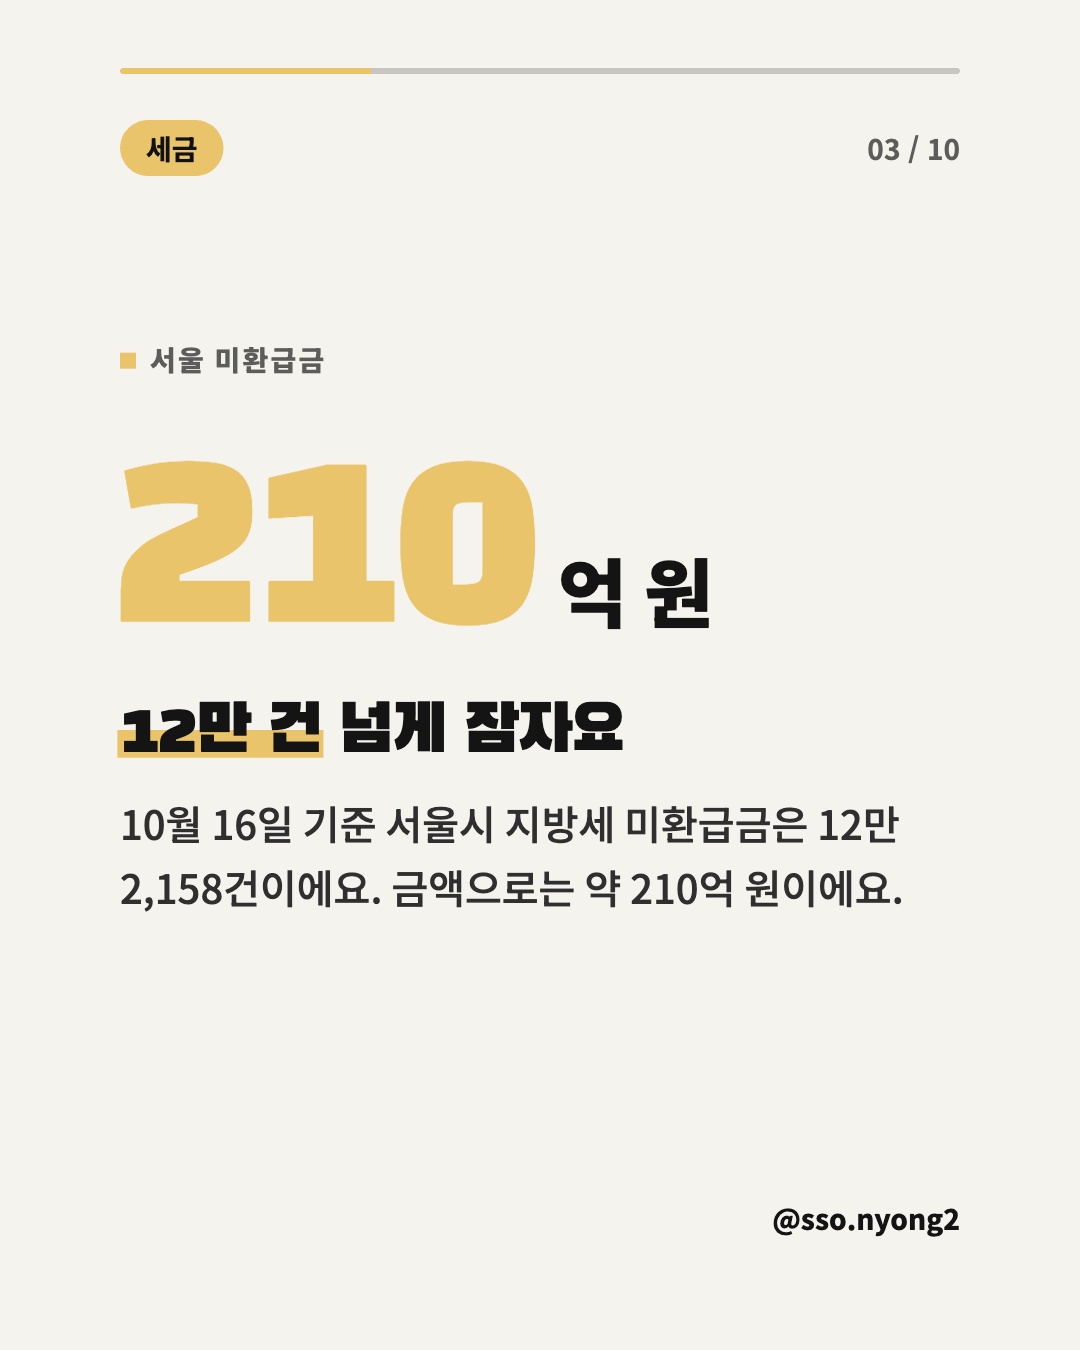 세금
03 / 10
서울 미환급금
210 억 원
12만 건 넘게 잠자요
10월 16일 기준 서울시 지방세 미환급금은 12만
2,158건이에요. 금액으로는 약 210억 원이에요.
@sso.nyong2